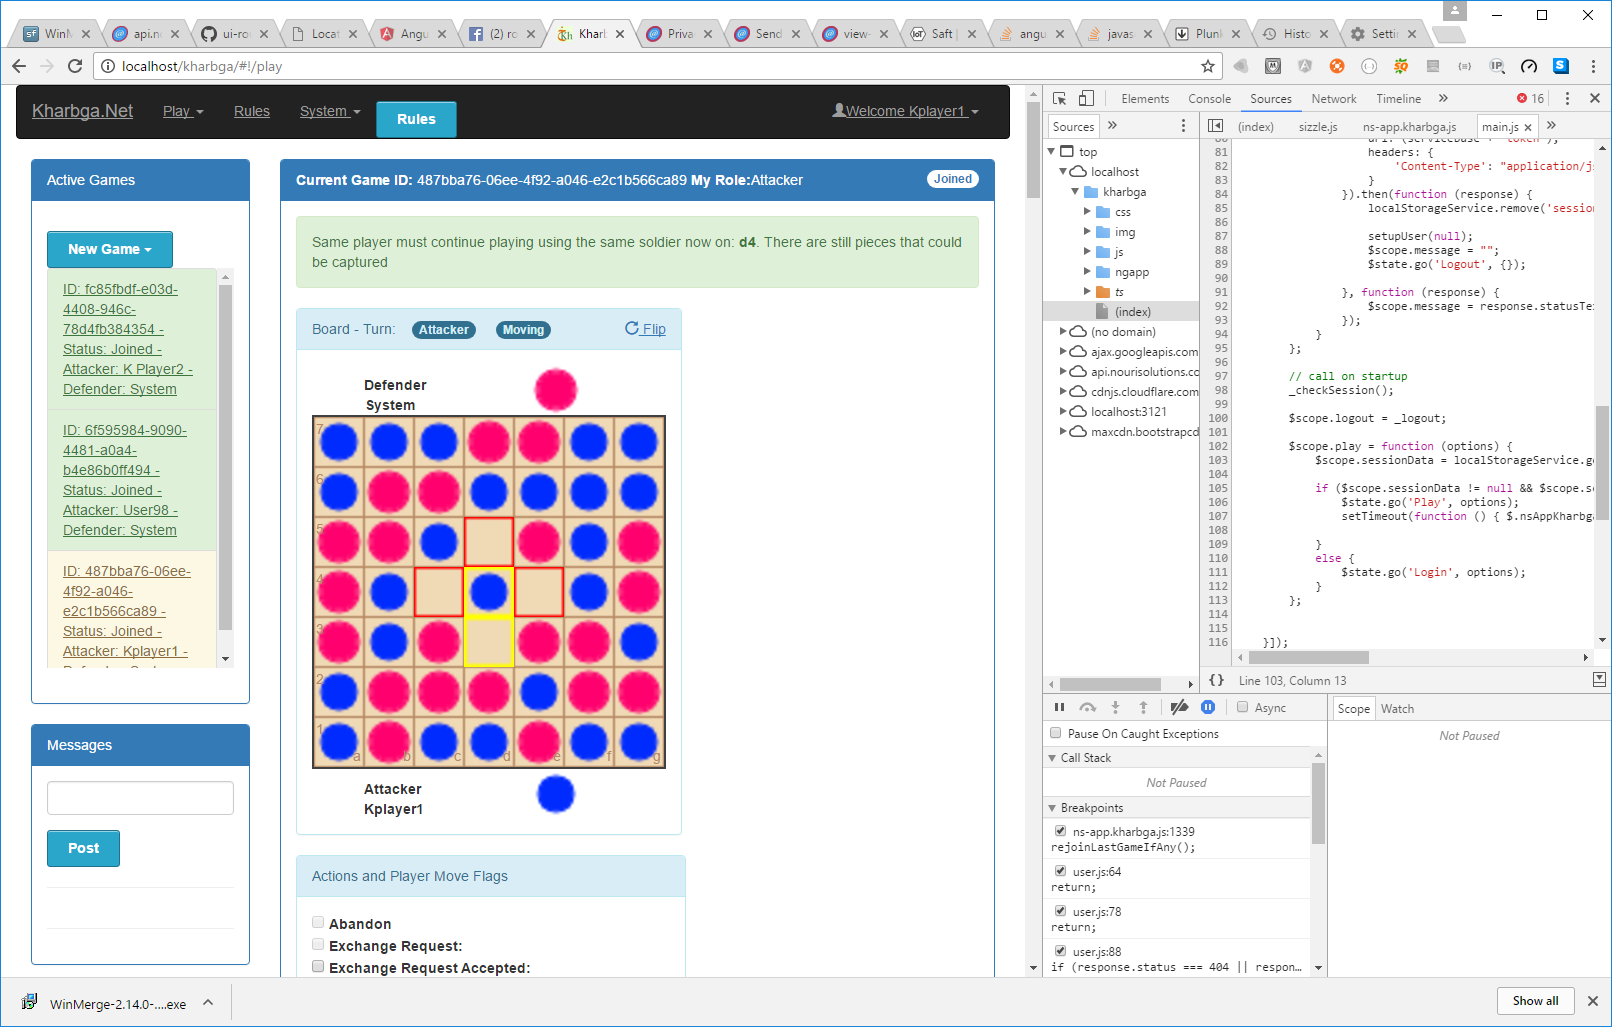 WinM
api.n
ui-ro
Locat
Angu
(2) ro
Kharb
Priva
Send
view-
Saft |
angu
javas
Plunk
Histo
Settin
localhost/kharbga/#!/play
Kharbga.Net
Play
Rules
System
Rules
Welcome Kplayer1
Active Games
New Game
ID: fc85fbdf-e03d-
4408-946c-
78d4fb384354 -
Status: Joined -
Attacker: K Player2 -
Defender: System
ID: 6f595984-9090-
4481-a0a4-
b4e86b0ff494 -
Status: Joined -
Attacker: User98 -
Defender: System
ID: 487bba76-06ee-
4f92-a046-
e2c1b566ca89 -
Status: Joined -
Attacker: Kplayer1 -
Messages
Post
Current Game ID: 487bba76-06ee-4f92-a046-e2c1b566ca89 My Role:Attacker
Joined
Same player must continue playing using the same soldier now on: d4. There are still pieces that could
be captured
Board - Turn: Attacker Moving Flip
Defender
System
7
6
5
4
3
2
1
a b c d e f g
Attacker
Kplayer1
Actions and Player Move Flags
Abandon
Exchange Request:
Exchange Request Accepted:
Elements Console Sources Network Timeline » 16
Sources »
top
localhost
kharbga
css
img
js
ngapp
ts
(index)
(no domain)
ajax.googleapis.com
api.nourisolutions.co
cdnjs.cloudflare.com
localhost:3121
maxcdn.bootstrapcd
(index) sizzle.js ns-app.kharbga.js main.js »
81 headers: {
82 'Content-Type': "application/js
83 }
84 }).then(function (response) {
85 localStorageService.remove('session
86
87 setupUser(null);
88 $scope.message = "";
89 $state.go('Logout', {});
90
91 }, function (response) {
92 $scope.message = response.statusTe
93 });
94 }
95 };
96
97 // call on startup
98 _checkSession();
99
100 $scope.logout = _logout;
101
102 $scope.play = function (options) {
103 $scope.sessionData = localStorageService.ge
104
105 if ($scope.sessionData != null && $scope.se
106 $state.go('Play', options);
107 setTimeout(function () { $.nsAppKharbga
108
109 }
110 else {
111 $state.go('Login', options);
112 }
113 };
114
115
116 }]);
{} Line 103, Column 13
Async
Pause On Caught Exceptions
Call Stack
Not Paused
Breakpoints
ns-app.kharbga.js:1339
rejoinLastGameIfAny();
user.js:64
return;
user.js:78
return;
user.js:88
if (response.status === 404 || respon…
Scope Watch
Not Paused
WinMerge-2.14.0-....exe
Show all